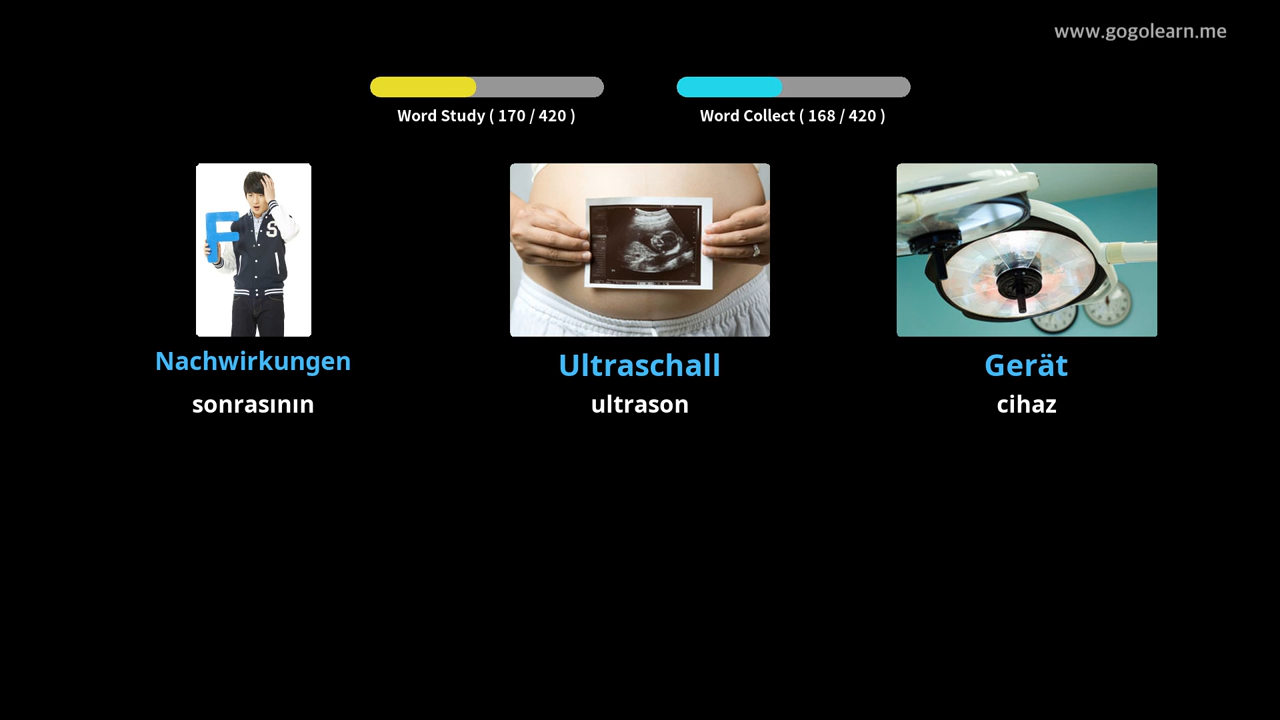 www.gogolearn.me
Word Study ( 170 / 420 )
Word Collect ( 168 / 420 )
F
S
Nachwirkungen
Ultraschall
Gerät
sonrasının
ultrason
cihaz